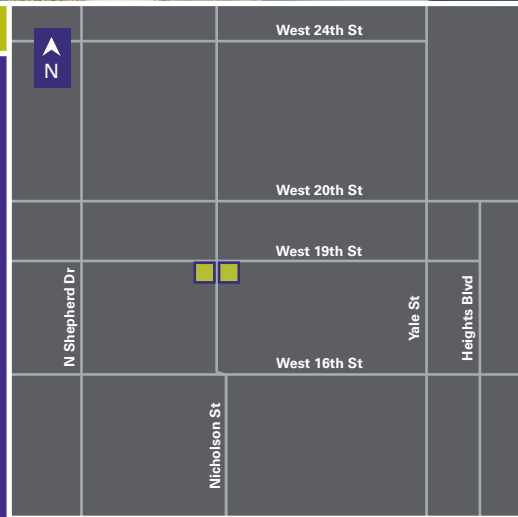 West 24th St
N
West 20th St
West 19th St
N Shepherd Dr
Yale St
Heights Blvd
West 16th St
Nicholson St